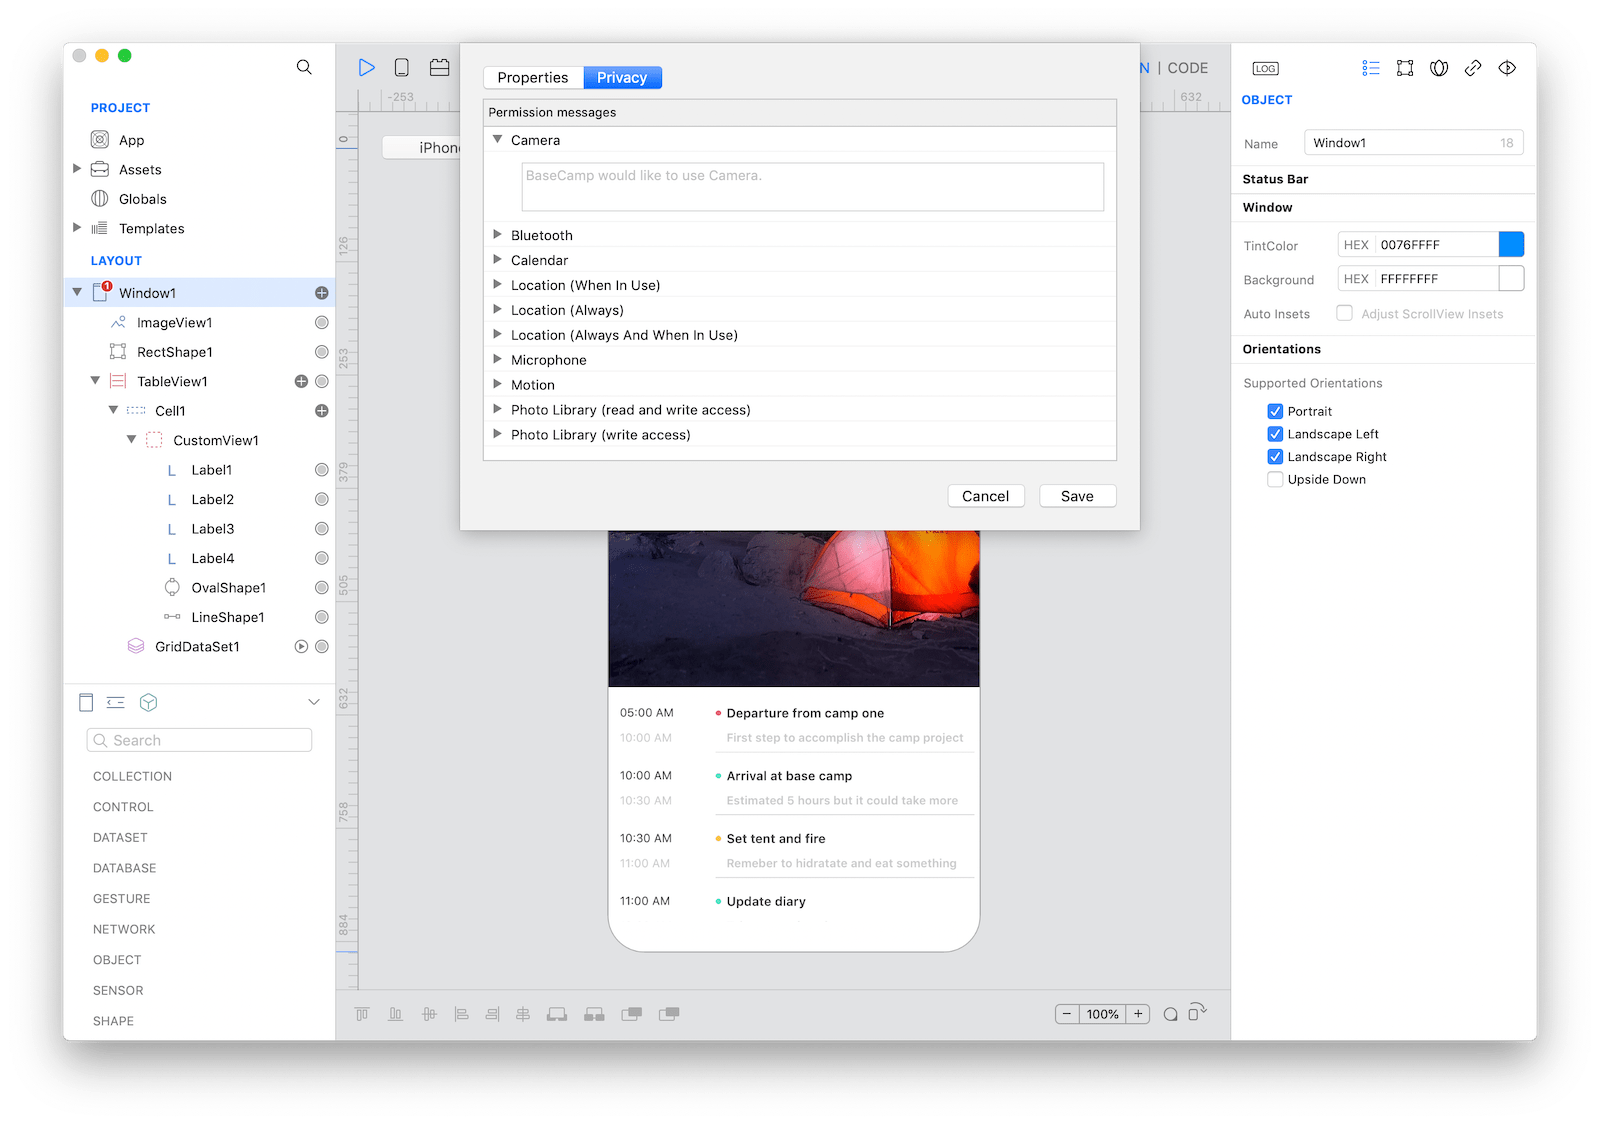 PROJECT
App
Assets
Globals
Templates
LAYOUT
1
Window1
ImageView1
RectShape1
TableView1
Cell1
CustomView1
L Label1
L Label2
L Label3
L Label4
OvalShape1
LineShape1
GridDataSet1
Search
COLLECTION
CONTROL
DATASET
DATABASE
GESTURE
NETWORK
OBJECT
SENSOR
SHAPE
-253
632
N | CODE
0
126
253
379
505
632
758
884
iPhon
Properties
Privacy
Permission messages
Camera
BaseCamp would like to use Camera.
Bluetooth
Calendar
Location (When In Use)
Location (Always)
Location (Always And When In Use)
Microphone
Motion
Photo Library (read and write access)
Photo Library (write access)
Cancel
Save
05:00 AM
Departure from camp one
10:00 AM
First step to accomplish the camp project
10:00 AM
Arrival at base camp
10:30 AM
Estimated 5 hours but it could take more
10:30 AM
Set tent and fire
11:00 AM
Remeber to hidratate and eat something
11:00 AM
Update diary
− 100% +
LOG
OBJECT
Name
Window1
18
Status Bar
Window
TintColor
HEX 0076FFFF
Background
HEX FFFFFFFF
Auto Insets
Adjust ScrollView Insets
Orientations
Supported Orientations
Portrait
Landscape Left
Landscape Right
Upside Down